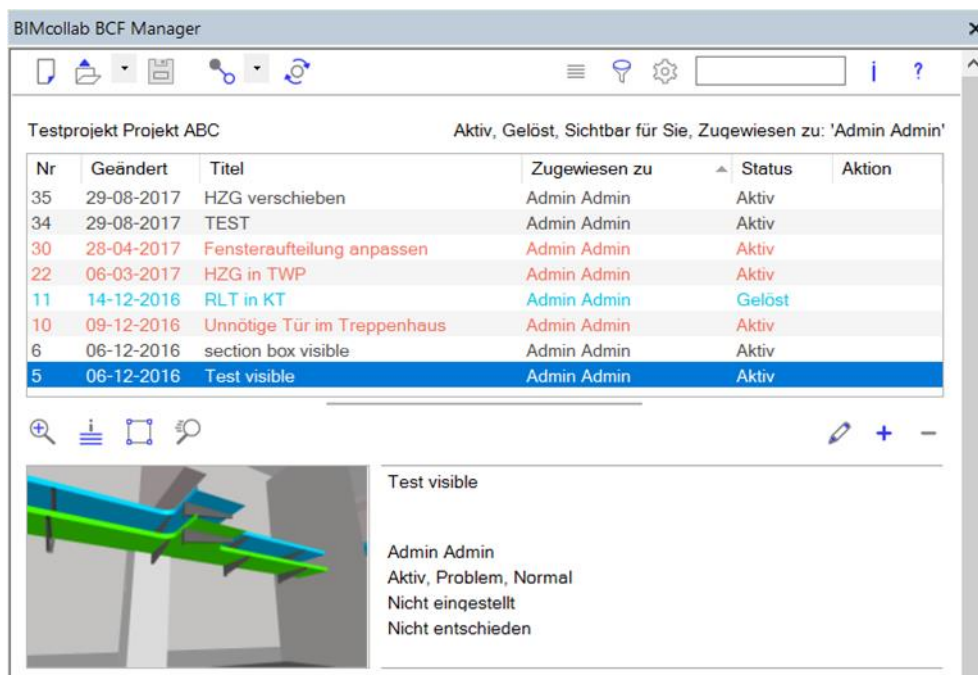 BIMcollab BCF Manager
i ?
Testprojekt Projekt ABC Aktiv, Gelöst, Sichtbar für Sie, Zugewiesen zu: 'Admin Admin'
Nr Geändert Titel Zugewiesen zu Status Aktion
35 29-08-2017 HZG verschieben Admin Admin Aktiv
34 29-08-2017 TEST Admin Admin Aktiv
30 28-04-2017 Fensteraufteilung anpassen Admin Admin Aktiv
22 06-03-2017 HZG in TWP Admin Admin Aktiv
11 14-12-2016 RLT in KT Admin Admin Gelöst
10 09-12-2016 Unnötige Tür im Treppenhaus Admin Admin Aktiv
6 06-12-2016 section box visible Admin Admin Aktiv
5 06-12-2016 Test visible Admin Admin Aktiv
Test visible
Admin Admin
Aktiv, Problem, Normal
Nicht eingestellt
Nicht entschieden